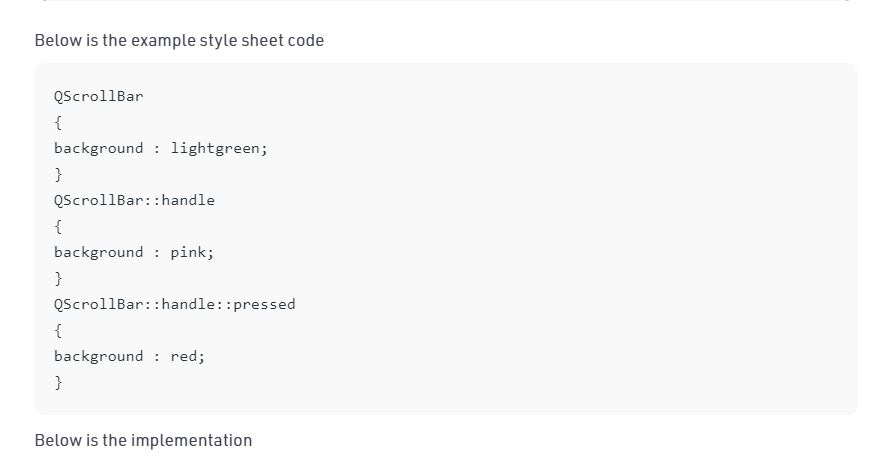 Below is the example style sheet code
QScrollBar
{
background : lightgreen;
}
QScrollBar::handle
{
background : pink;
}
QScrollBar::handle::pressed
{
background : red;
}
Below is the implementation